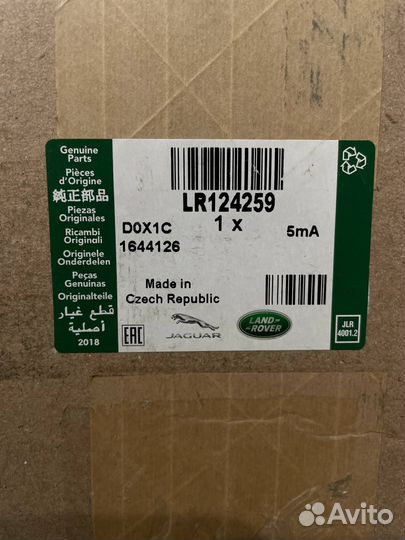 Genuine
Parts
Pièces
d'Origine
純正部品
Piezas
Originales
Ricambi
Originali
Originele
Onderdelen
Peças
Genuínas
Originalteile
قطع غيار
أصلية
2018
LR124259
1 x
D0X1C
5mA
1644126
Made in
Czech Republic
EAC
JAGUAR
LAND-
-ROVER
JLR
4001.2
Avito